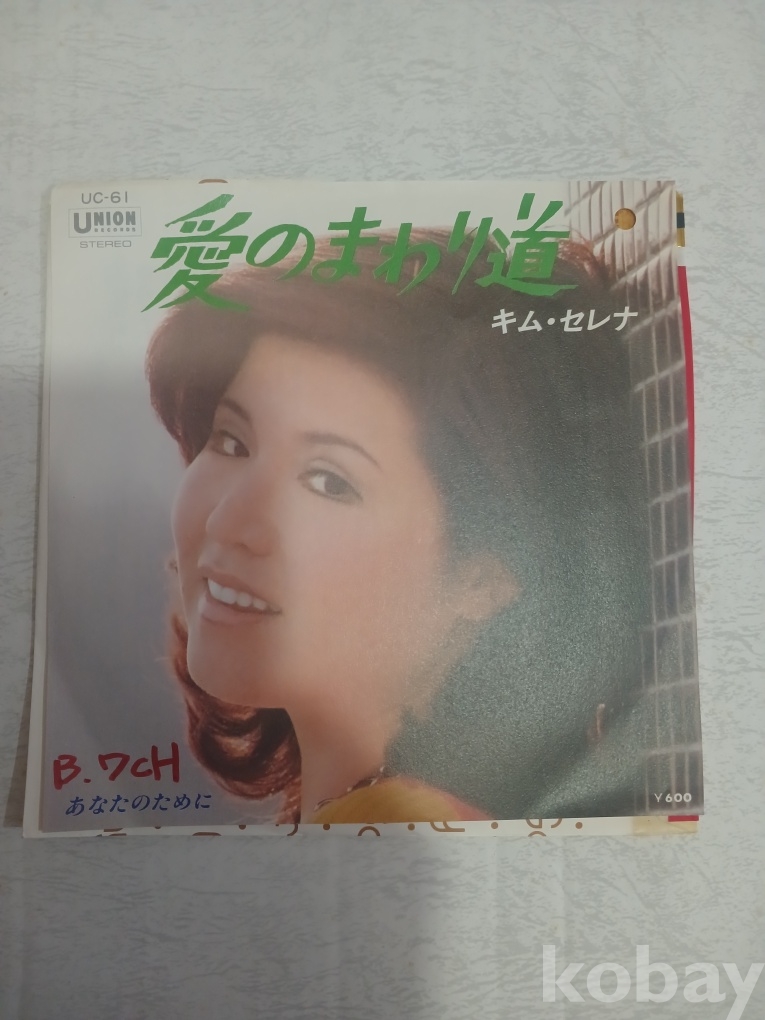 UC-61
UNION
RECORDS
STEREO
愛のまわり道
キム・セレナ
B. 7CH
あなたのために
¥600
kobay